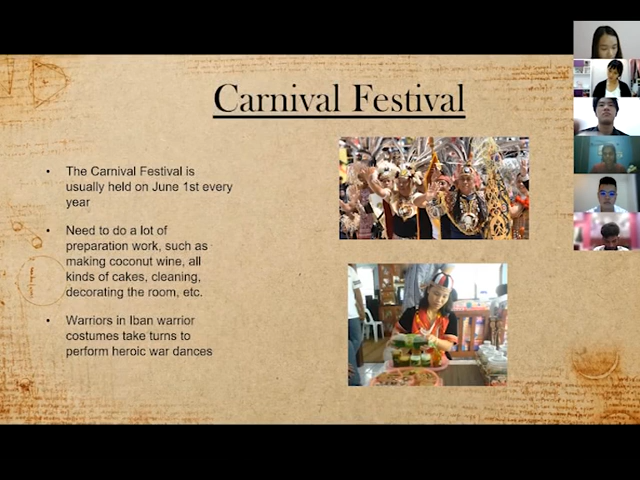 Carnival Festival
• The Carnival Festival is
usually held on June 1st every
year
• Need to do a lot of
preparation work, such as
making coconut wine, all
kinds of cakes, cleaning,
decorating the room, etc.
• Warriors in Iban warrior
costumes take turns to
perform heroic war dances